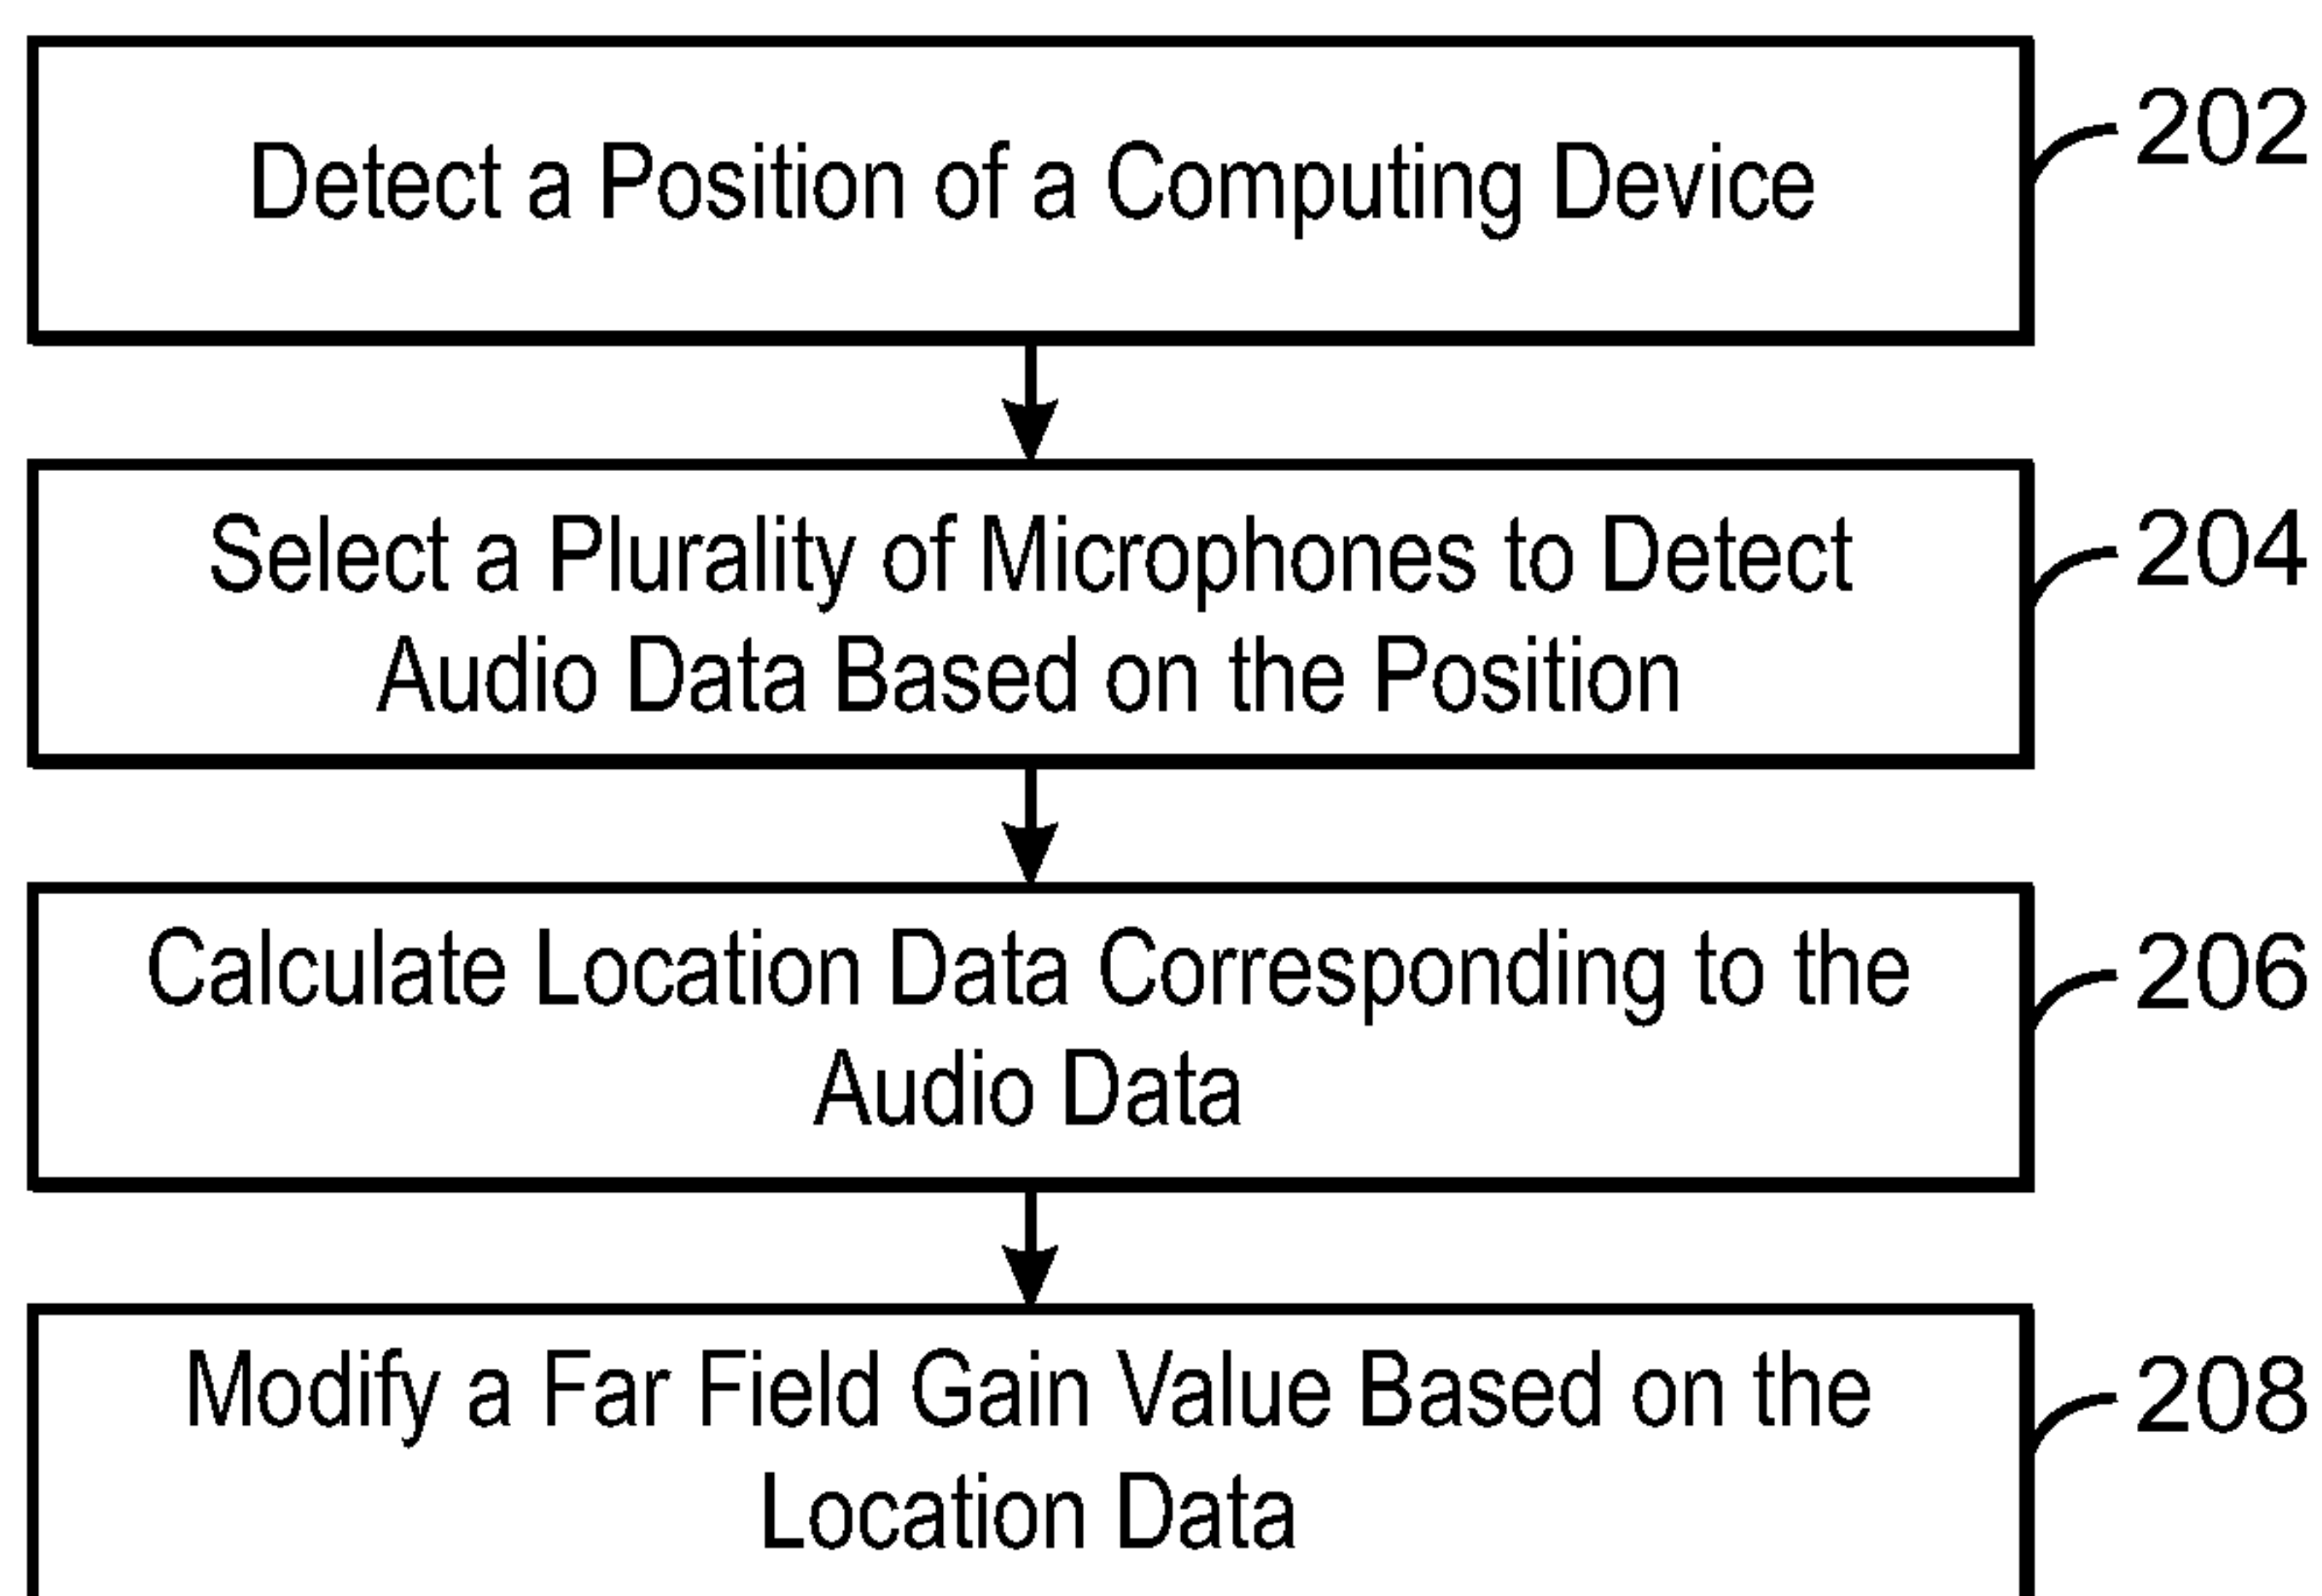 Detect a Position of a Computing Device
202
Select a Plurality of Microphones to Detect
Audio Data Based on the Position
204
Calculate Location Data Corresponding to the
Audio Data
206
Modify a Far Field Gain Value Based on the
Location Data
208